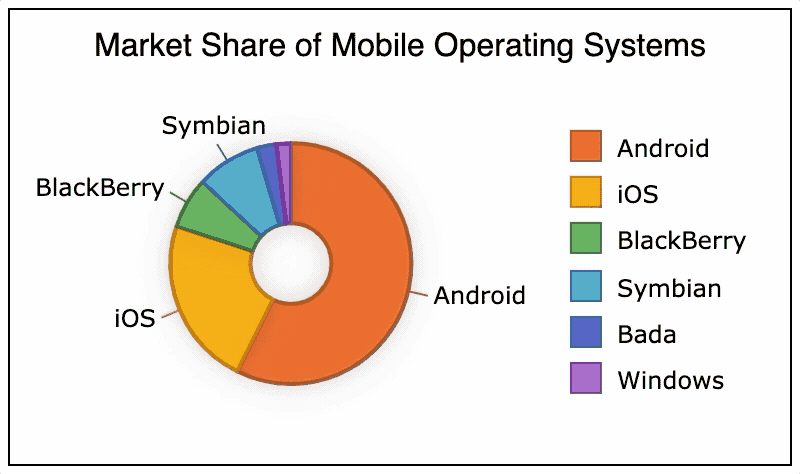 Market Share of Mobile Operating Systems
Symbian
BlackBerry
iOS
Android
Android
iOS
BlackBerry
Symbian
Bada
Windows